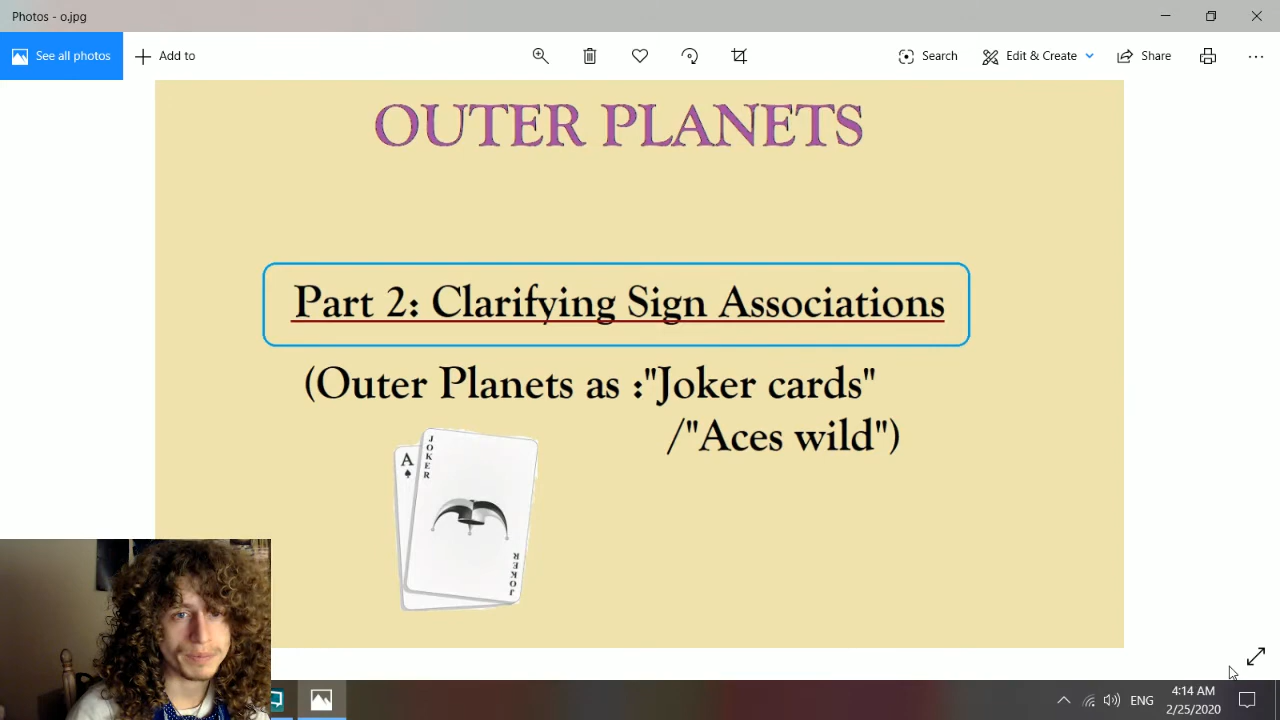 Photos - o.jpg
See all photos
Add to
Search
Edit & Create
Share
OUTER PLANETS
Part 2: Clarifying Sign Associations
(Outer Planets as :"Joker cards"
/"Aces wild")
A
JOKER
JOKER
ENG
4:14 AM
2/25/2020